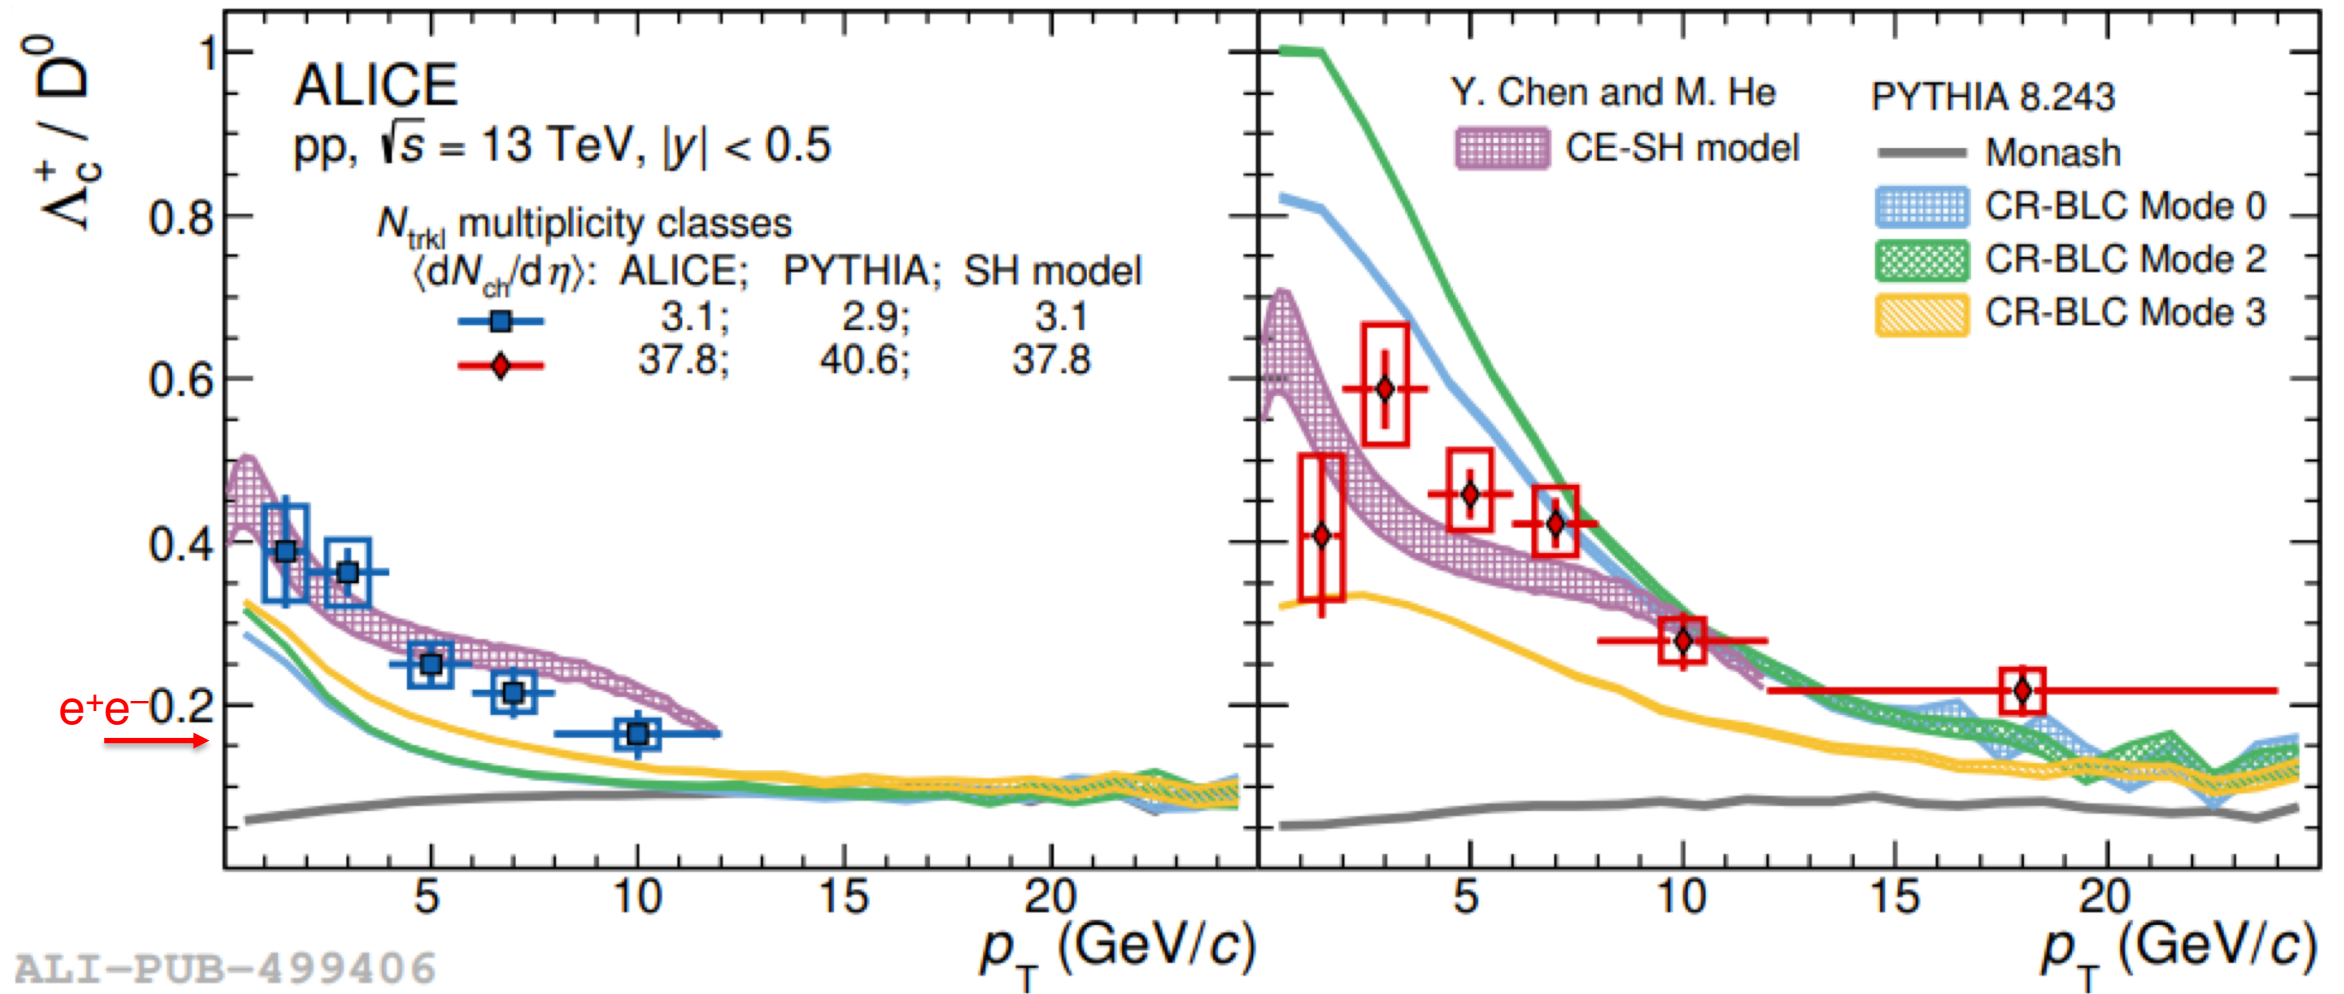 Λc+ / D0
1
0.8
0.6
0.4
0.2
ALICE
pp, √s = 13 TeV, |y| < 0.5
Ntrkl multiplicity classes
⟨dNch/dη⟩: ALICE; PYTHIA; SH model
3.1; 2.9; 3.1
37.8; 40.6; 37.8
e+e−
5 10 15 20
pT (GeV/c)
Y. Chen and M. He
CE-SH model
PYTHIA 8.243
Monash
CR-BLC Mode 0
CR-BLC Mode 2
CR-BLC Mode 3
5 10 15 20
pT (GeV/c)
ALI-PUB-499406